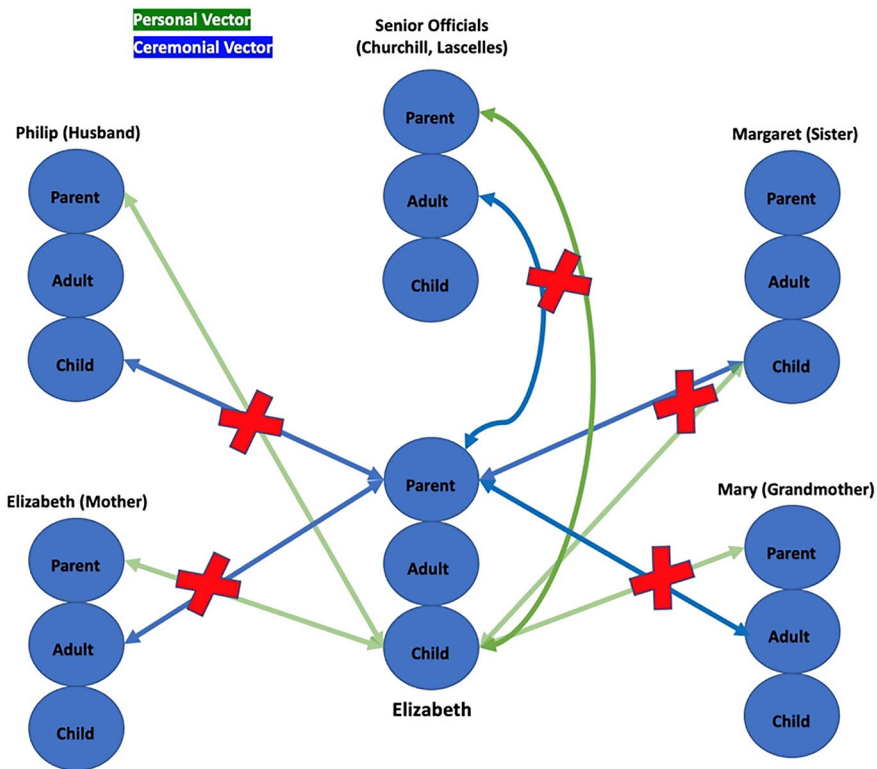 Personal Vector
Ceremonial Vector
Senior Officials
(Churchill, Lascelles)
Parent
Adult
Child
Philip (Husband)
Parent
Adult
Child
Margaret (Sister)
Parent
Adult
Child
Elizabeth (Mother)
Parent
Adult
Child
Parent
Adult
Child
Elizabeth
Mary (Grandmother)
Parent
Adult
Child